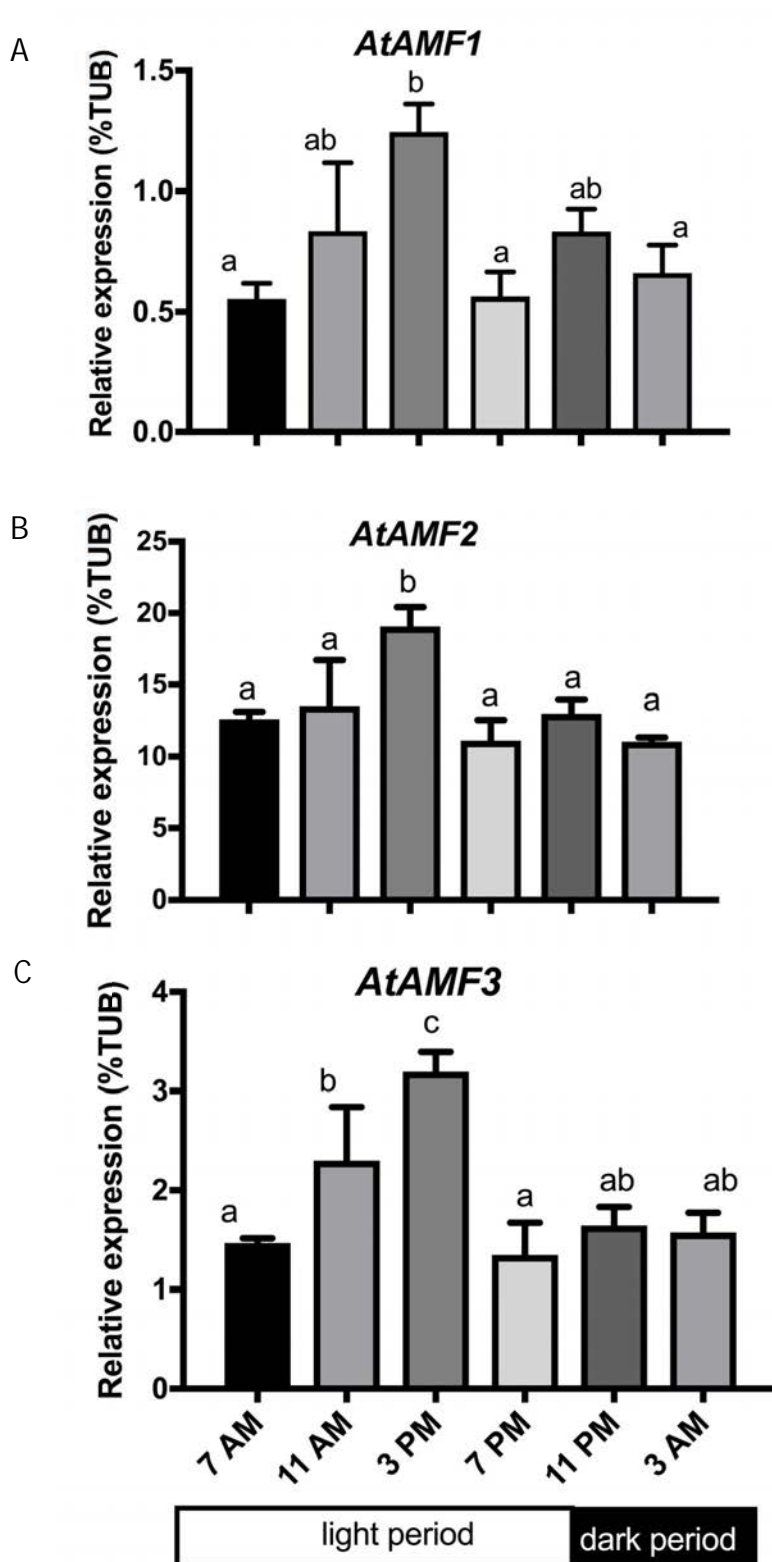 A
AtAMF1
Relative expression (%TUB)
1.5
1.0
0.5
0.0
a
ab
b
a
ab
a
B
AtAMF2
Relative expression (%TUB)
25
20
15
10
5
0
a
a
b
a
a
a
C
AtAMF3
Relative expression (%TUB)
4
3
2
1
0
a
b
c
a
ab
ab
7 AM
11 AM
3 PM
7 PM
11 PM
3 AM
light period
dark period